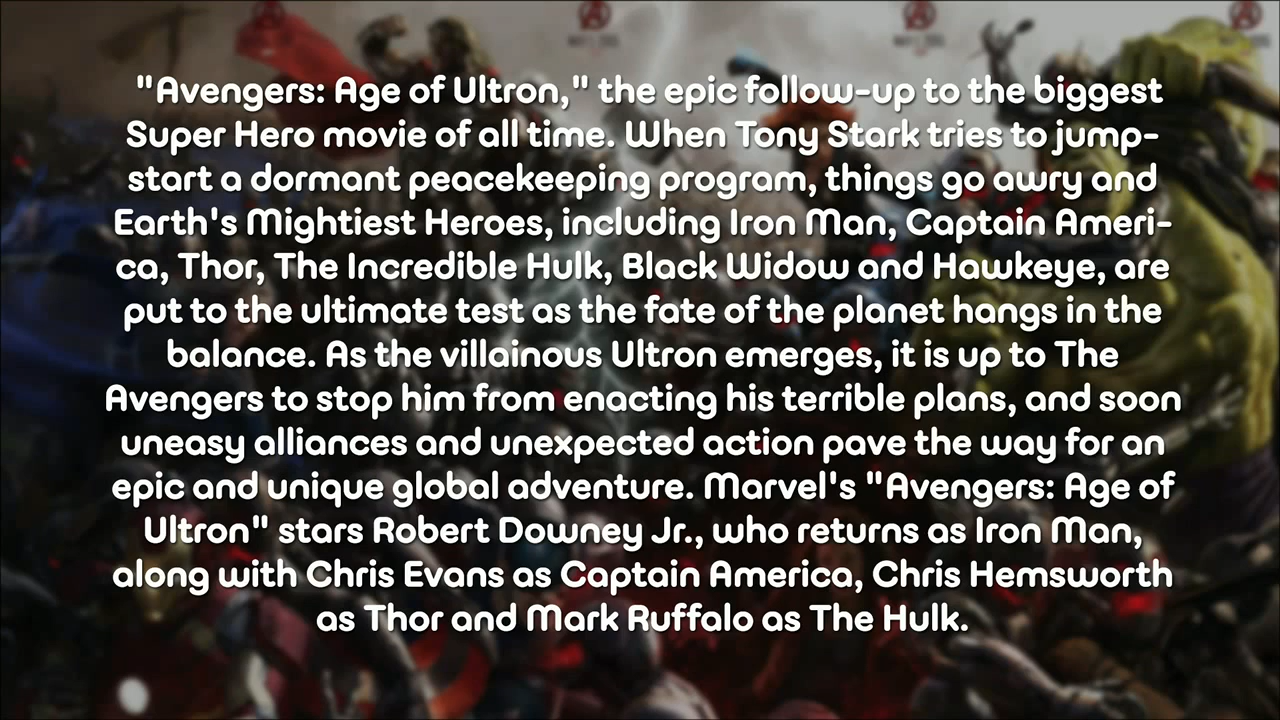 "Avengers: Age of Ultron," the epic follow-up to the biggest
Super Hero movie of all time. When Tony Stark tries to jump-
start a dormant peacekeeping program, things go awry and
Earth's Mightiest Heroes, including Iron Man, Captain Ameri-
ca, Thor, The Incredible Hulk, Black Widow and Hawkeye, are
put to the ultimate test as the fate of the planet hangs in the
balance. As the villainous Ultron emerges, it is up to The
Avengers to stop him from enacting his terrible plans, and soon
uneasy alliances and unexpected action pave the way for an
epic and unique global adventure. Marvel's "Avengers: Age of
Ultron" stars Robert Downey Jr., who returns as Iron Man,
along with Chris Evans as Captain America, Chris Hemsworth
as Thor and Mark Ruffalo as The Hulk.